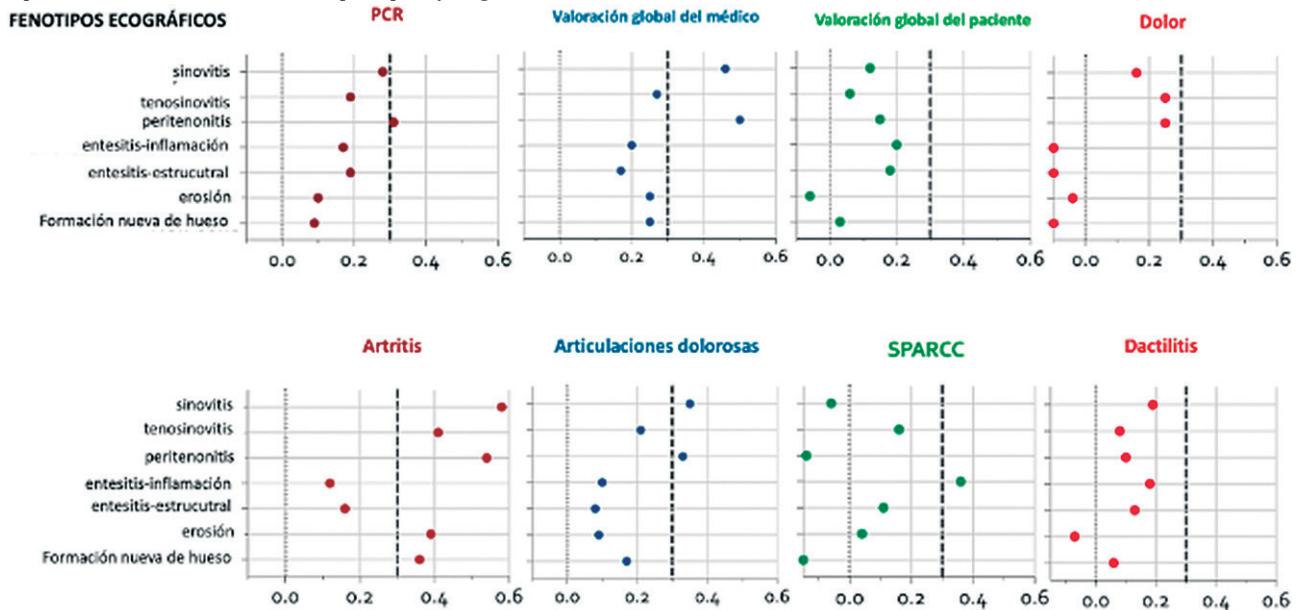 FENOTIPOS ECOGRÁFICOS
PCR
Valoración global del médico
Valoración global del paciente
Dolor
sinovitis
tenosinovitis
peritenonitis
entesitis-inflamación
entesitis-estrucutral
erosión
Formación nueva de hueso
0.0 0.2 0.4 0.6
0.0 0.2 0.4 0.6
0.0 0.2 0.4 0.6
0.0 0.2 0.4 0.6
Artritis
Articulaciones dolorosas
SPARCC
Dactilitis
sinovitis
tenosinovitis
peritenonitis
entesitis-inflamación
entesitis-estrucutral
erosión
Formación nueva de hueso
0.0 0.2 0.4 0.6
0.0 0.2 0.4 0.6
0.0 0.2 0.4 0.6
0.0 0.2 0.4 0.6